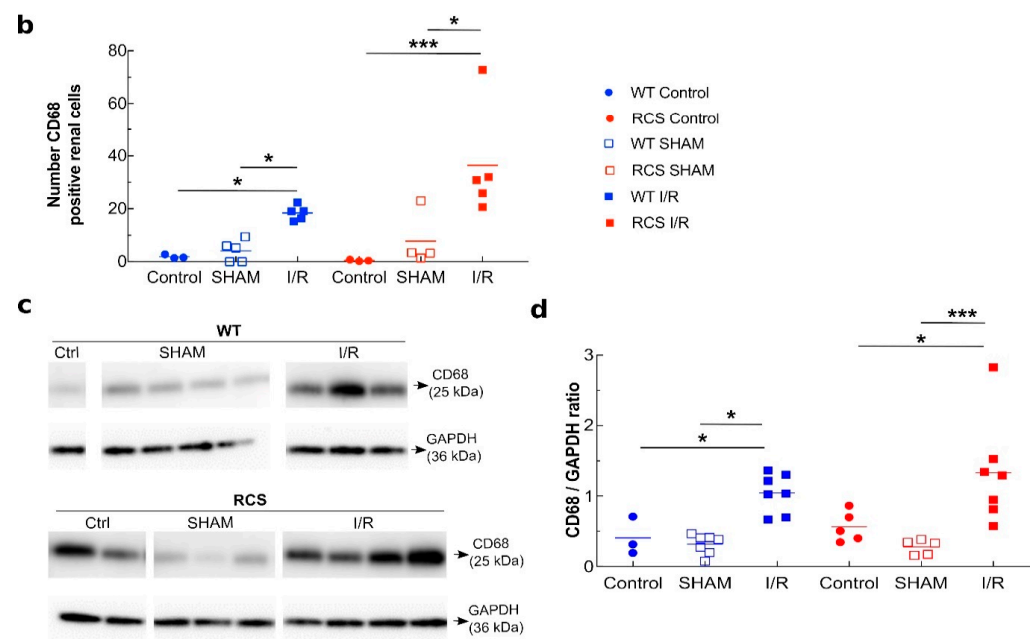 b
*
***
80
60
40
20
0
Number CD68
positive renal cells
*
*
Control SHAM I/R Control SHAM I/R
WT Control
RCS Control
WT SHAM
RCS SHAM
WT I/R
RCS I/R
c
WT
Ctrl SHAM I/R
CD68
(25 kDa)
GAPDH
(36 kDa)
RCS
Ctrl SHAM I/R
CD68
(25 kDa)
GAPDH
(36 kDa)
d
***
*
3
2
1
0
CD68 / GAPDH ratio
*
*
Control SHAM I/R Control SHAM I/R